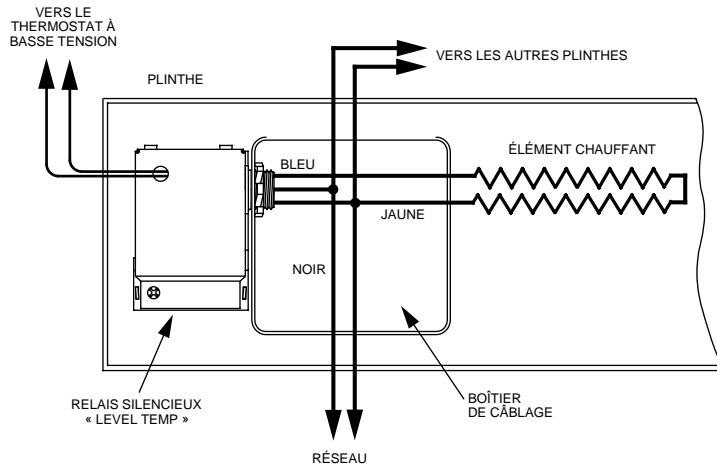 VERS LE
THERMOSTAT À
BASSE TENSION
VERS LES AUTRES PLINTHES
PLINTHE
BLEU
ÉLÉMENT CHAUFFANT
JAUNE
NOIR
RELAIS SILENCIEUX
« LEVEL TEMP »
BOÎTIER
DE CÂBLAGE
RÉSEAU